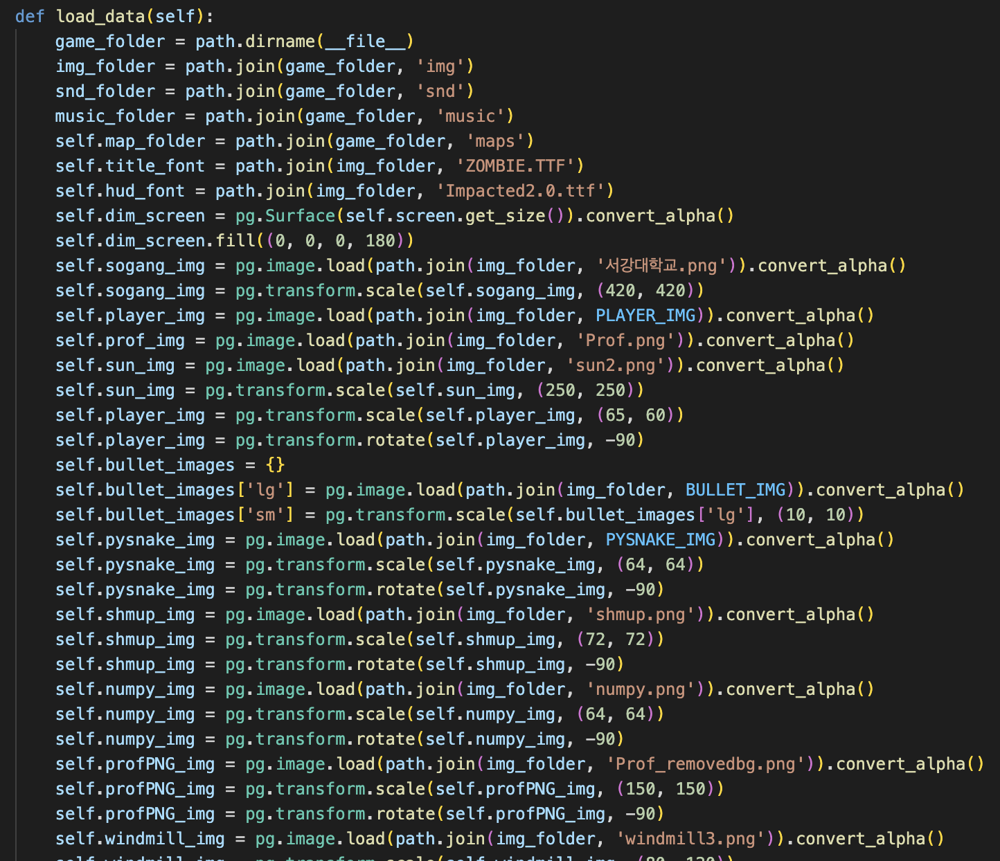 def load_data(self):
    game_folder = path.dirname(__file__)
    img_folder = path.join(game_folder, 'img')
    snd_folder = path.join(game_folder, 'snd')
    music_folder = path.join(game_folder, 'music')
    self.map_folder = path.join(game_folder, 'maps')
    self.title_font = path.join(img_folder, 'ZOMBIE.TTF')
    self.hud_font = path.join(img_folder, 'Impacted2.0.ttf')
    self.dim_screen = pg.Surface(self.screen.get_size()).convert_alpha()
    self.dim_screen.fill((0, 0, 0, 180))
    self.sogang_img = pg.image.load(path.join(img_folder, '서강대학교.png')).convert_alpha()
    self.sogang_img = pg.transform.scale(self.sogang_img, (420, 420))
    self.player_img = pg.image.load(path.join(img_folder, PLAYER_IMG)).convert_alpha()
    self.prof_img = pg.image.load(path.join(img_folder, 'Prof.png')).convert_alpha()
    self.sun_img = pg.image.load(path.join(img_folder, 'sun2.png')).convert_alpha()
    self.sun_img = pg.transform.scale(self.sun_img, (250, 250))
    self.player_img = pg.transform.scale(self.player_img, (65, 60))
    self.player_img = pg.transform.rotate(self.player_img, -90)
    self.bullet_images = {}
    self.bullet_images['lg'] = pg.image.load(path.join(img_folder, BULLET_IMG)).convert_alpha()
    self.bullet_images['sm'] = pg.transform.scale(self.bullet_images['lg'], (10, 10))
    self.pysnake_img = pg.image.load(path.join(img_folder, PYSNAKE_IMG)).convert_alpha()
    self.pysnake_img = pg.transform.scale(self.pysnake_img, (64, 64))
    self.pysnake_img = pg.transform.rotate(self.pysnake_img, -90)
    self.shmup_img = pg.image.load(path.join(img_folder, 'shmup.png')).convert_alpha()
    self.shmup_img = pg.transform.scale(self.shmup_img, (72, 72))
    self.shmup_img = pg.transform.rotate(self.shmup_img, -90)
    self.numpy_img = pg.image.load(path.join(img_folder, 'numpy.png')).convert_alpha()
    self.numpy_img = pg.transform.scale(self.numpy_img, (64, 64))
    self.numpy_img = pg.transform.rotate(self.numpy_img, -90)
    self.profPNG_img = pg.image.load(path.join(img_folder, 'Prof_removedbg.png')).convert_alpha()
    self.profPNG_img = pg.transform.scale(self.profPNG_img, (150, 150))
    self.profPNG_img = pg.transform.rotate(self.profPNG_img, -90)
    self.windmill_img = pg.image.load(path.join(img_folder, 'windmill3.png')).convert_alpha()